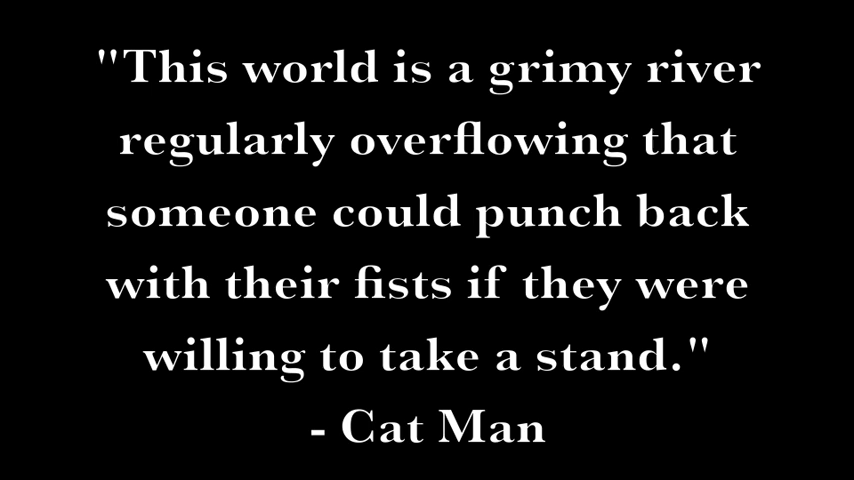 "This world is a grimy river
regularly overflowing that
someone could punch back
with their fists if they were
willing to take a stand."
- Cat Man